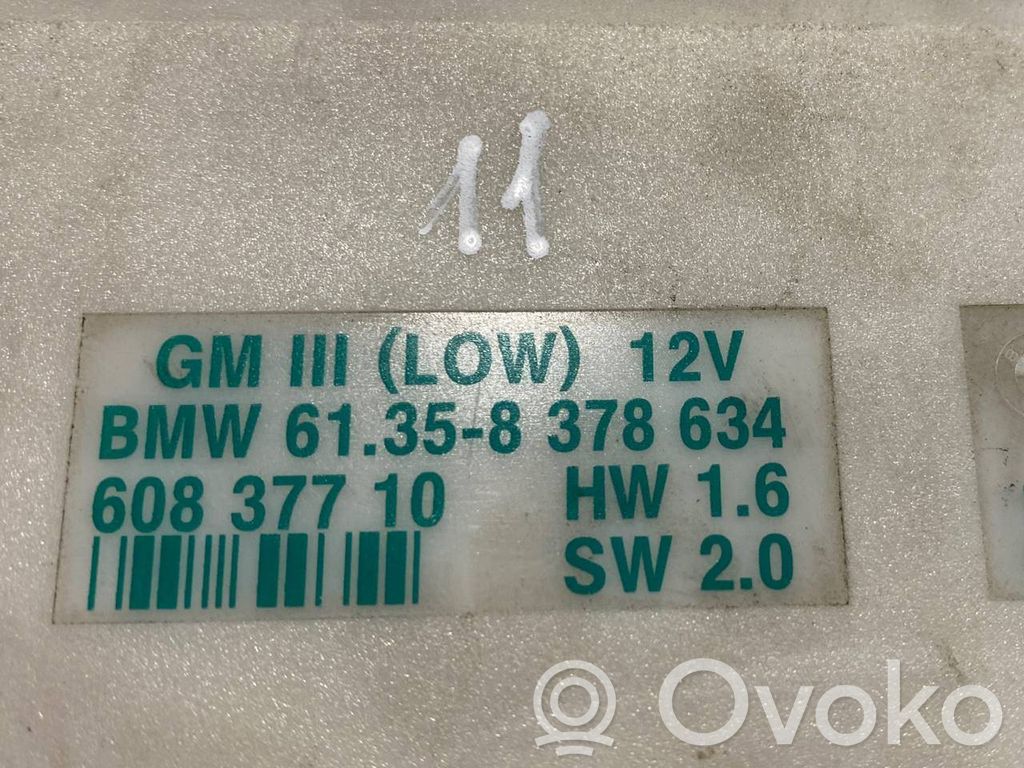 11
GM III (LOW) 12V
BMW 61.35-8 378 634
608 377 10 HW 1.6
SW 2.0
Ovoko